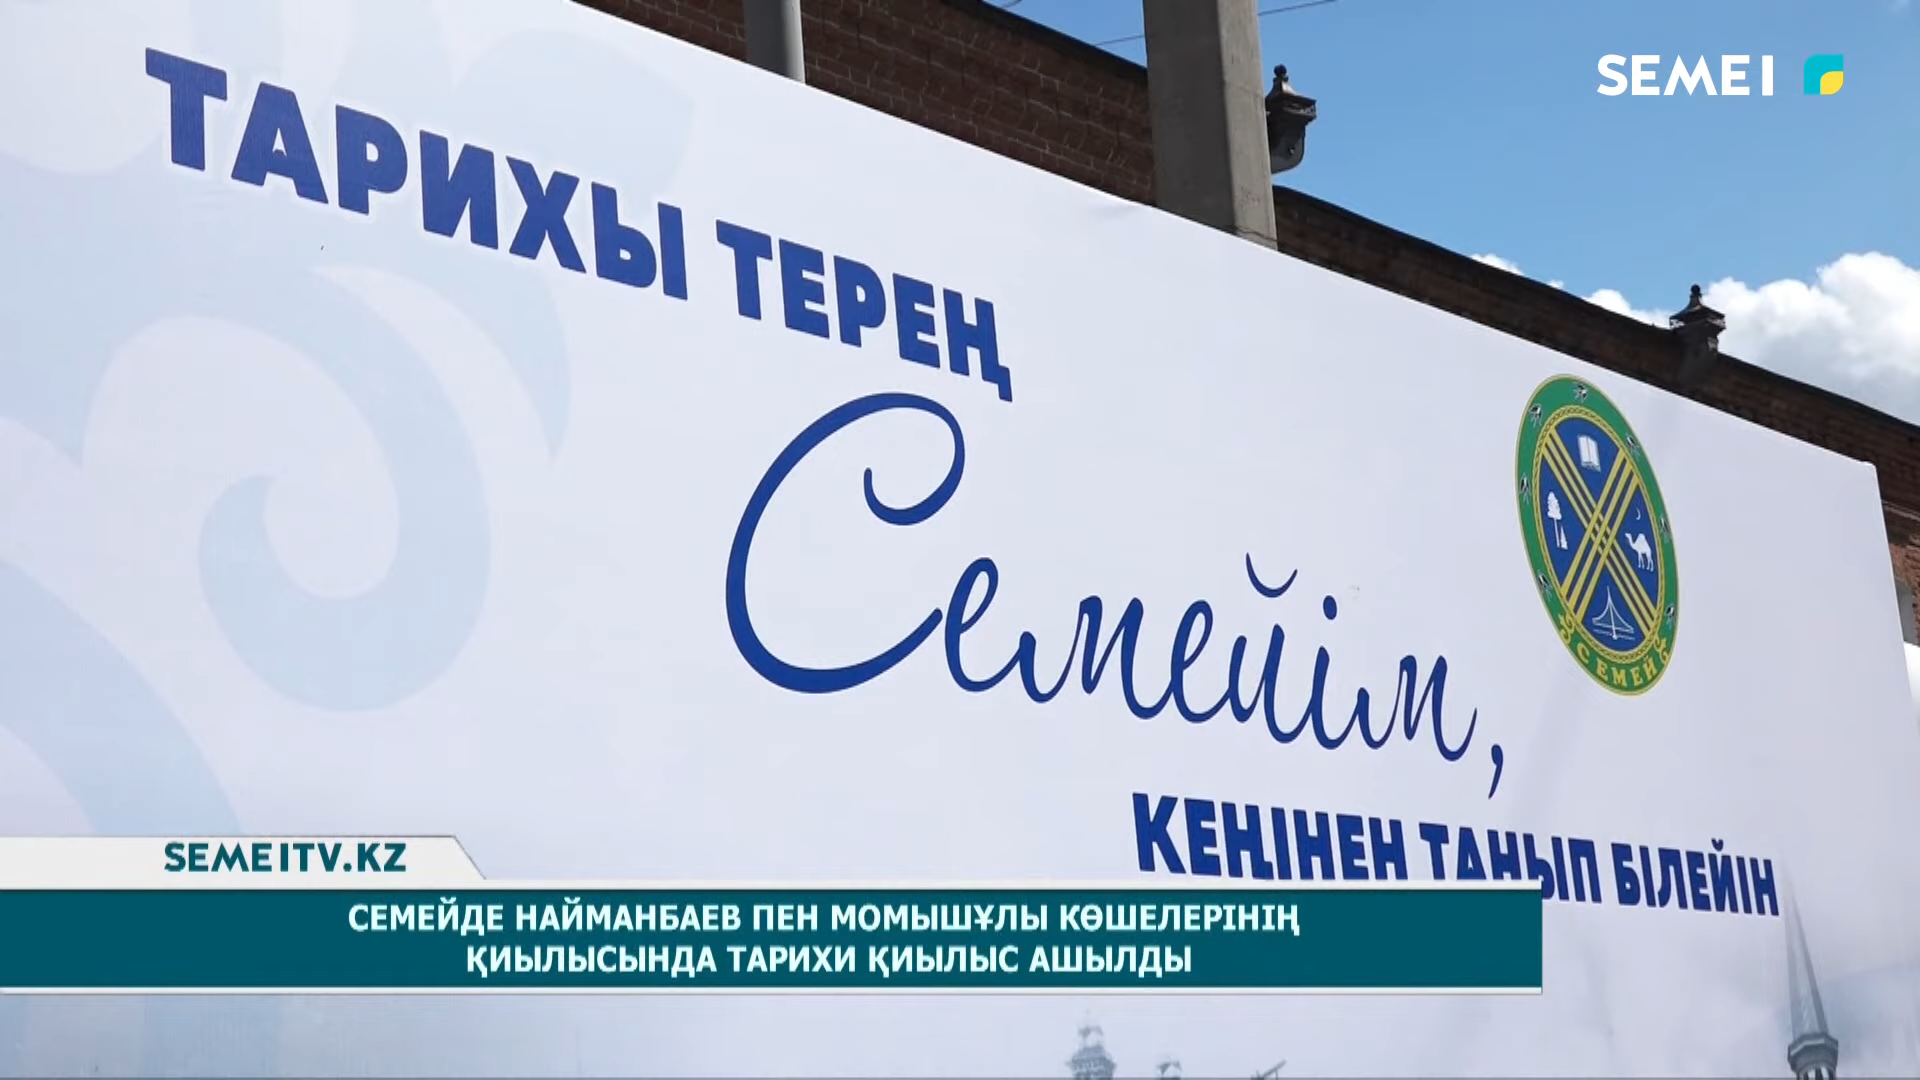 SEMEI
ТАРИХЫ ТЕРЕҢ
Семейім,
СЕМЕЙ
КЕҢІНЕН ТАНЫП БІЛЕЙІН
SEMEITV.KZ
СЕМЕЙДЕ НАЙМАНБАЕВ ПЕН МОМЫШҰЛЫ КӨШЕЛЕРІНІҢ
ҚИЫЛЫСЫНДА ТАРИХИ ҚИЫЛЫС АШЫЛДЫ